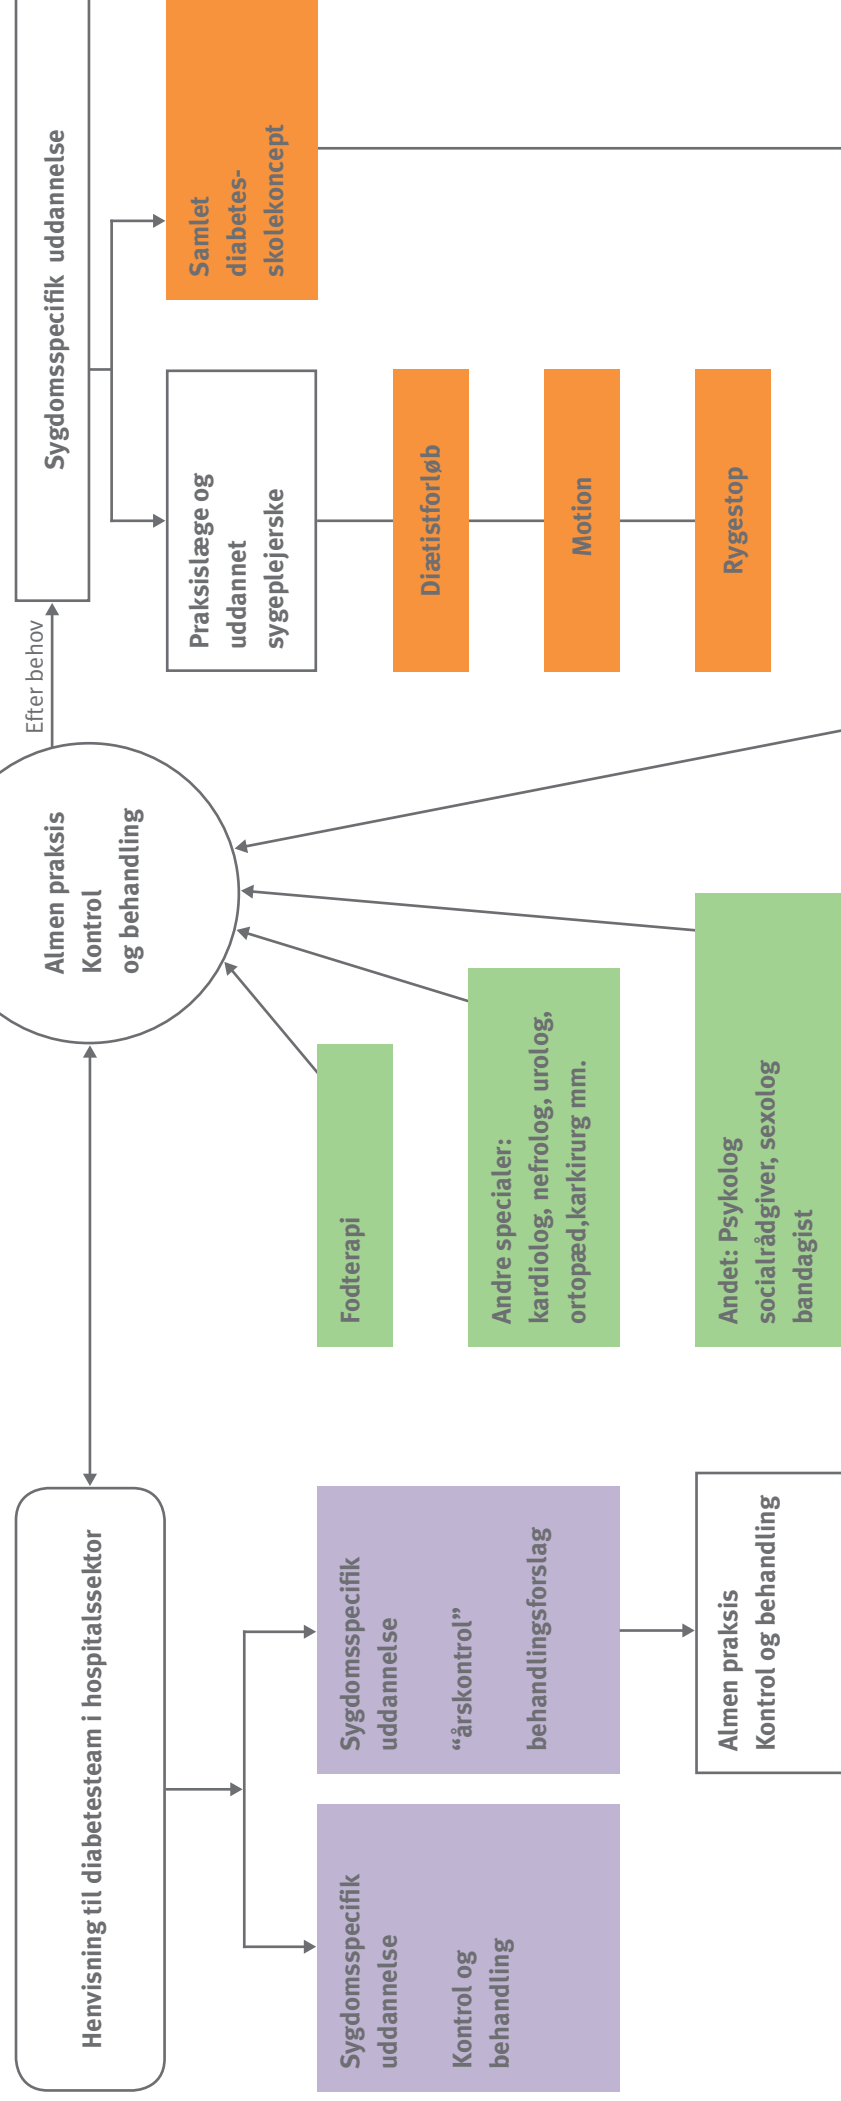 Henvisning til diabetesteam i hospitalssektor
Sygdomsspecifik
uddannelse
Kontrol og
behandling
Sygdomsspecifik
uddannelse
“årskontrol”
behandlingsforslag
Almen praksis
Kontrol og behandling
Almen praksis
Kontrol
og behandling
Fodterapi
Andre specialer:
kardiolog, nefrolog, urolog,
ortopæd,karkirurg mm.
Andet: Psykolog
socialrådgiver, sexolog
bandagist
Efter behov
Sygdomsspecifik uddannelse
Praksislæge og
uddannet
sygeplejerske
Diætistforløb
Motion
Rygestop
Samlet
diabetes-
skolekoncept